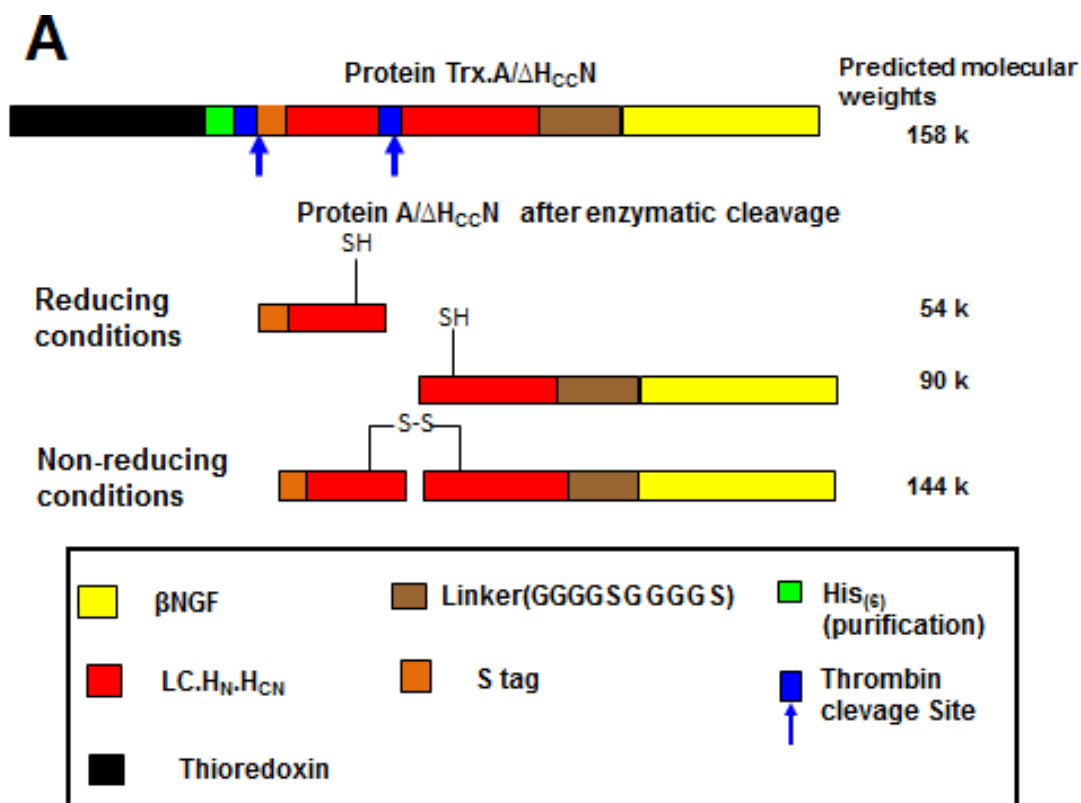 A
Protein Trx.A/ΔHCCN
Predicted molecular
weights
158 k
Protein A/ΔHCCN after enzymatic cleavage
SH
Reducing
conditions
54 k
SH
90 k
S-S
Non-reducing
conditions
144 k
βNGF
Linker(GGGGSGGGGS)
His(6)
(purification)
LC.HN.HCN
S tag
Thrombin
clevage Site
Thioredoxin